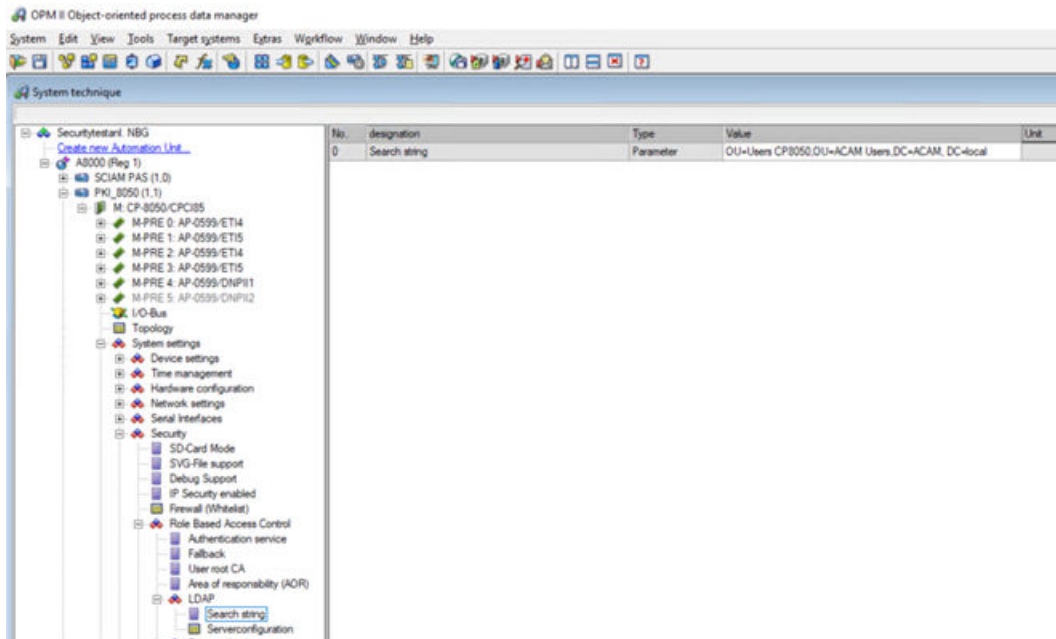 OPM II Object-oriented process data manager
System Edit View Tools Target systems Extras Workflow Window Help
System technique
Securitytestanl. NBG
Create new Automation Unit...
A8000 (Reg 1)
SCIAM PAS (1,0)
PKI_8050 (1,1)
M: CP-8050/CPCI85
M-PRE 0: AP-0599/ETI4
M-PRE 1: AP-0599/ETI5
M-PRE 2: AP-0599/ETI4
M-PRE 3: AP-0599/ETI5
M-PRE 4: AP-0599/DNPII1
M-PRE 5: AP-0599/DNPII2
I/O-Bus
Topology
System settings
Device settings
Time management
Hardware configuration
Network settings
Serial Interfaces
Security
SD-Card Mode
SVG-File support
Debug Support
IP Security enabled
Firewall (Whitelist)
Role Based Access Control
Authentication service
Fallback
User root CA
Area of responsibility (AOR)
LDAP
Search string
Serverconfiguration
No. designation Type Value Unit
0 Search string Parameter OU=Users CP8050,OU=ACAM Users,DC=ACAM, DC=local